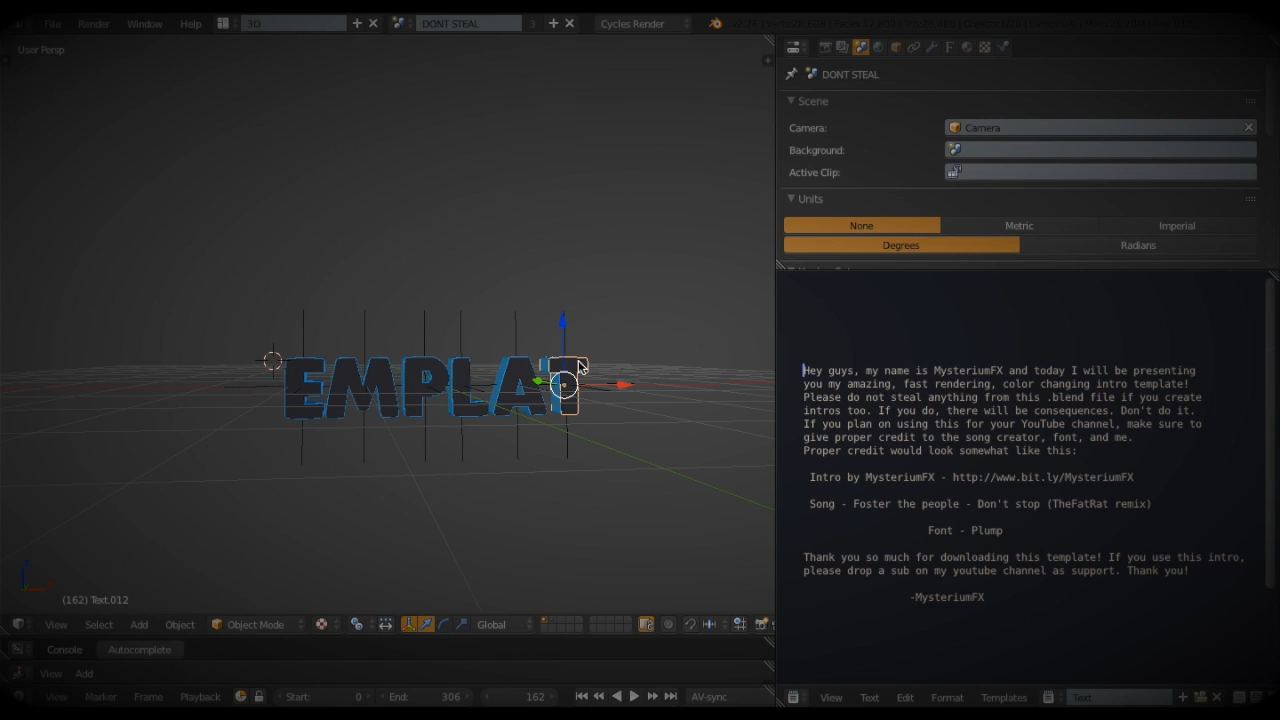 File Render Window Help 3D DONT STEAL Cycles Render
User Persp
DONT STEAL
Scene
Camera: Camera
Background:
Active Clip:
Units
None Metric Imperial
Degrees Radians
EMPLAT
Hey guys, my name is MysteriumFX and today I will be presenting
you my amazing, fast rendering, color changing intro template!
Please do not steal anything from this .blend file if you create
intros too. If you do, there will be consequences. Don't do it.
If you plan on using this for your YouTube channel, make sure to
give proper credit to the song creator, font, and me.
Proper credit would look somewhat like this:
Intro by MysteriumFX - http://www.bit.ly/MysteriumFX
Song - Foster the people - Don't stop (TheFatRat remix)
Font - Plump
Thank you so much for downloading this template! If you use this intro,
please drop a sub on my youtube channel as support. Thank you!
-MysteriumFX
(162) Text.012
View Select Add Object Object Mode Global
Console Autocomplete
View Add
View Marker Frame Playback Start: 0 End: 306 162 AV-sync
View Text Edit Format Templates Text